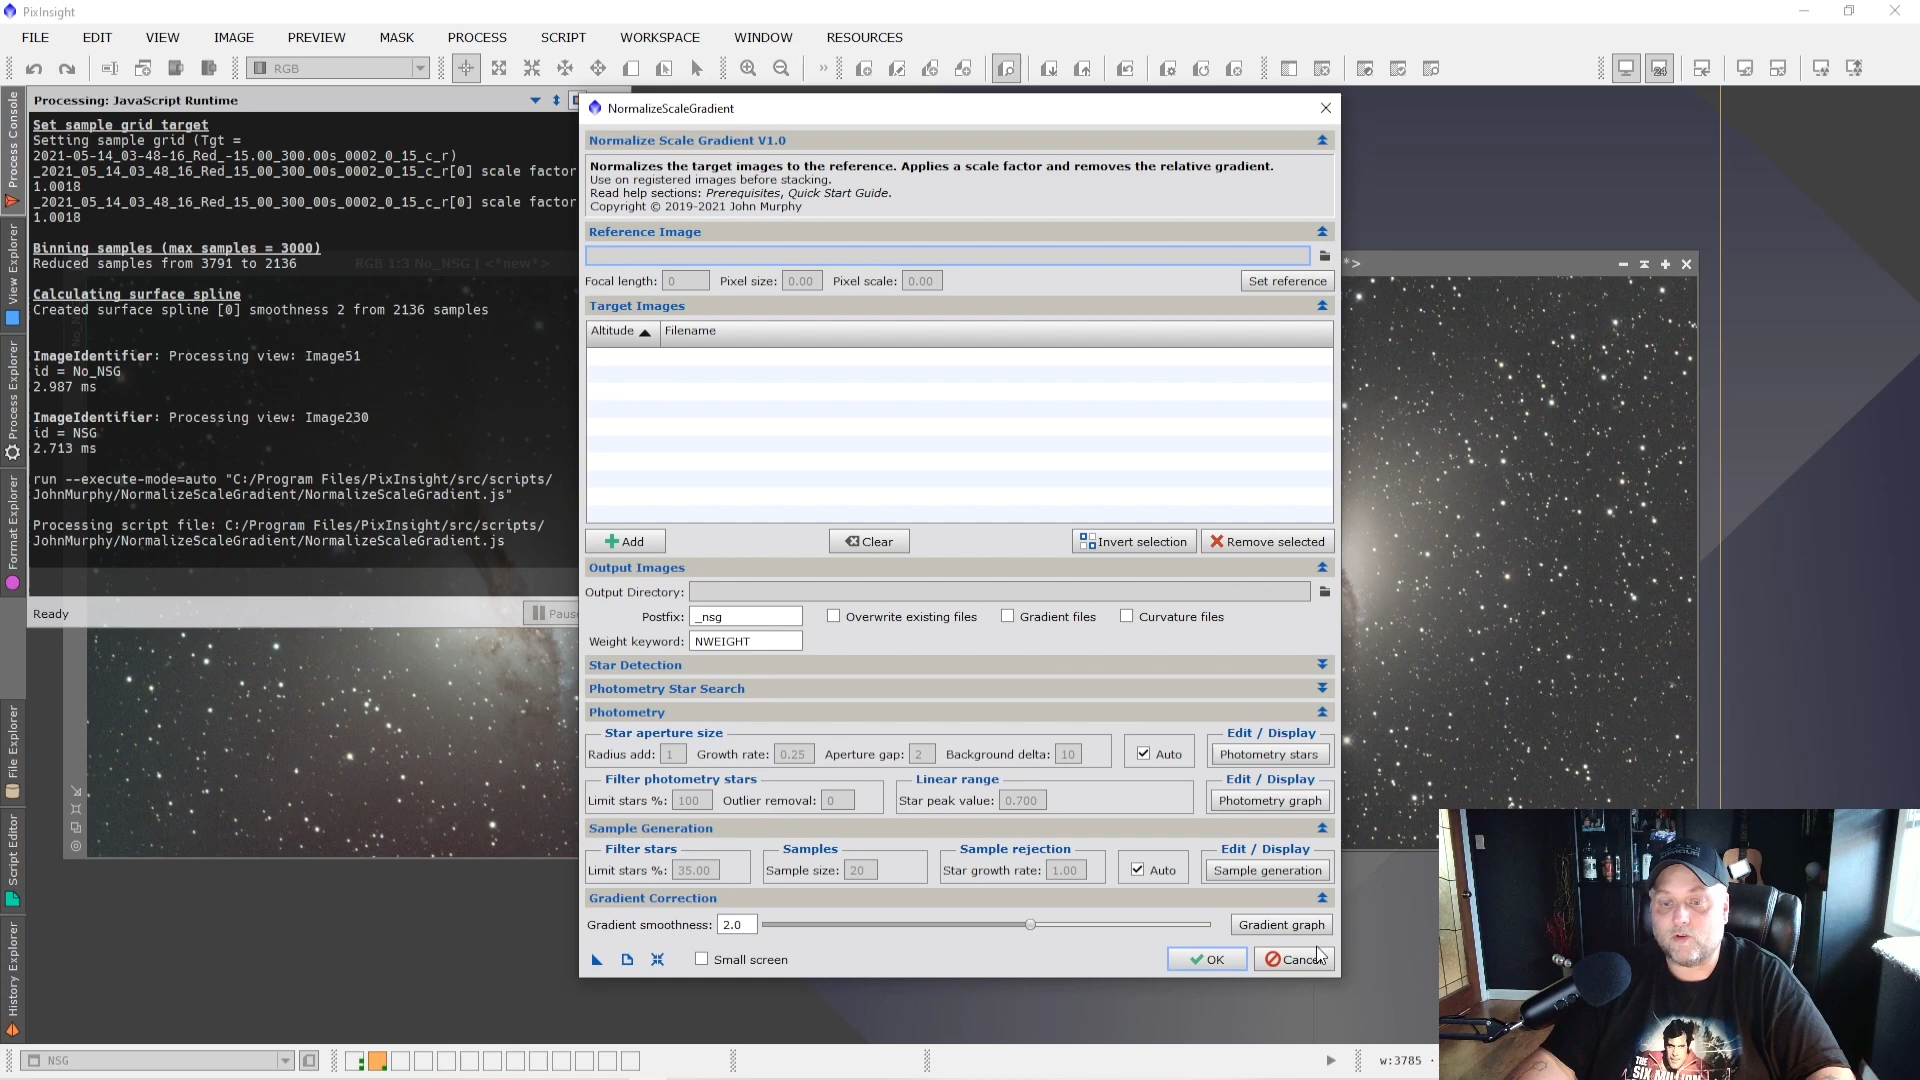 PixInsight
FILE EDIT VIEW IMAGE PREVIEW MASK PROCESS SCRIPT WORKSPACE WINDOW RESOURCES
RGB
Processing: JavaScript Runtime
Set sample grid target
Setting sample grid (Tgt =
2021-05-14_03-48-16_Red_-15.00_300.00s_0002_0_15_c_r)
_2021_05_14_03_48_16_Red_15_00_300_00s_0002_0_15_c_r[0] scale factor
1.0018
_2021_05_14_03_48_16_Red_15_00_300_00s_0002_0_15_c_r[0] scale factor
1.0018
Binning samples (max samples = 3000)
Reduced samples from 3791 to 2136
RGB 1:3 No_NSG | <*new*>
Calculating surface spline
Created surface spline [0] smoothness 2 from 2136 samples
ImageIdentifier: Processing view: Image51
id = No_NSG
2.987 ms
ImageIdentifier: Processing view: Image230
id = NSG
2.713 ms
run --execute-mode=auto "C:/Program Files/PixInsight/src/scripts/
JohnMurphy/NormalizeScaleGradient/NormalizeScaleGradient.js"
Processing script file: C:/Program Files/PixInsight/src/scripts/
JohnMurphy/NormalizeScaleGradient/NormalizeScaleGradient.js
Ready
Pause
Process Console
View Explorer
Process Explorer
Format Explorer
File Explorer
Script Editor
History Explorer
NormalizeScaleGradient
Normalize Scale Gradient V1.0
Normalizes the target images to the reference. Applies a scale factor and removes the relative gradient.
Use on registered images before stacking.
Read help sections: Prerequisites, Quick Start Guide.
Copyright © 2019-2021 John Murphy
Reference Image
Focal length: 0 Pixel size: 0.00 Pixel scale: 0.00 Set reference
Target Images
Altitude Filename
Add Clear Invert selection Remove selected
Output Images
Output Directory:
Postfix: _nsg Overwrite existing files Gradient files Curvature files
Weight keyword: NWEIGHT
Star Detection
Photometry Star Search
Photometry
Star aperture size Edit / Display
Radius add: 1 Growth rate: 0.25 Aperture gap: 2 Background delta: 10 Auto Photometry stars
Filter photometry stars Linear range Edit / Display
Limit stars %: 100 Outlier removal: 0 Star peak value: 0.700 Photometry graph
Sample Generation
Filter stars Samples Sample rejection Edit / Display
Limit stars %: 35.00 Sample size: 20 Star growth rate: 1.00 Auto Sample generation
Gradient Correction
Gradient smoothness: 2.0 Gradient graph
Small screen OK Cancel
*>
NSG
w:3785 ·
THE
SIX MILLION